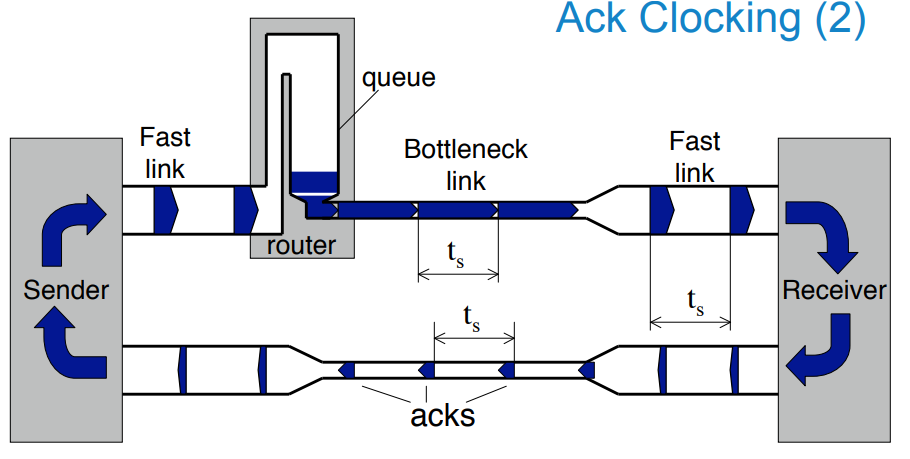 Ack Clocking (2)
queue
Fast
link
Bottleneck
link
Fast
link
router
ts
Sender
Receiver
ts
ts
acks